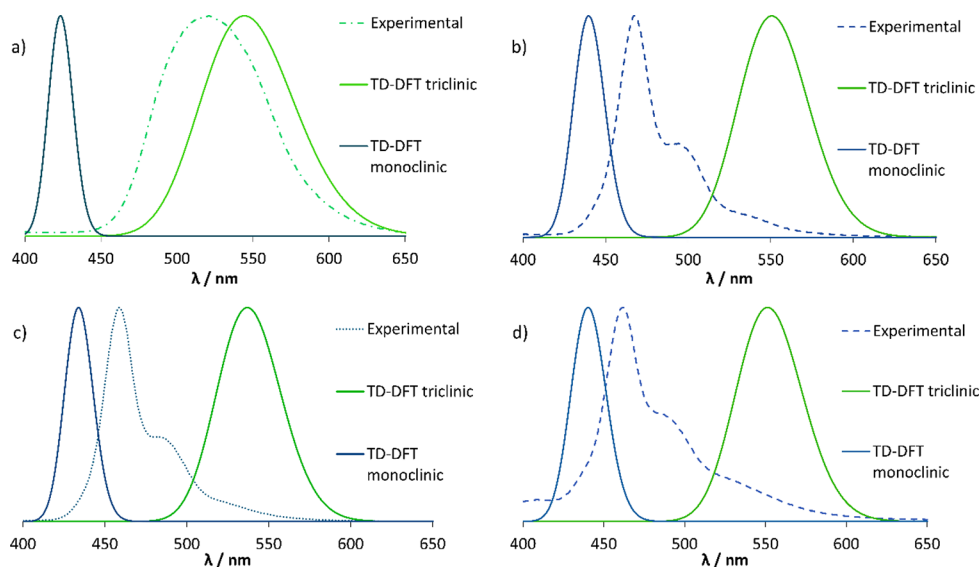 a)
Experimental
TD-DFT triclinic
TD-DFT
monoclinic
400 450 500 550 600 650
λ / nm
b)
Experimental
TD-DFT triclinic
TD-DFT
monoclinic
400 450 500 550 600 650
λ / nm
c)
Experimental
TD-DFT triclinic
TD-DFT
monoclinic
400 450 500 550 600 650
λ / nm
d)
Experimental
TD-DFT triclinic
TD-DFT
monoclinic
400 450 500 550 600 650
λ / nm